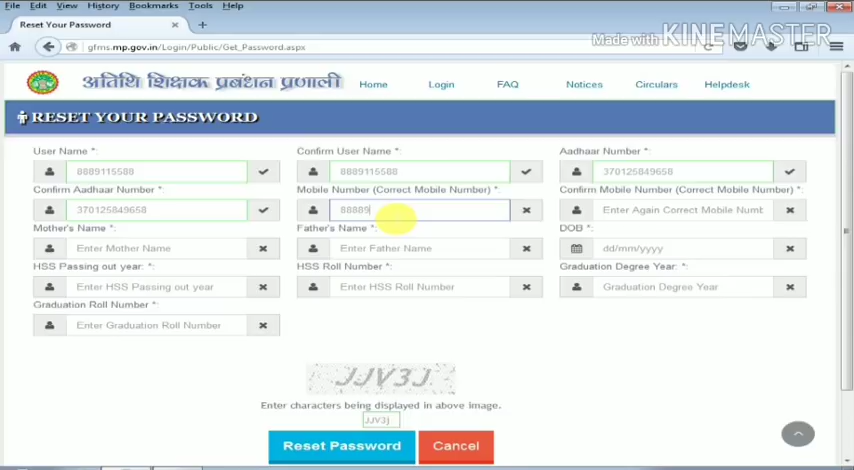 File Edit View History Bookmarks Tools Help
Reset Your Password
Made with KINEMASTER
gfms.mp.gov.in/Login/Public/Get_Password.aspx
अतिथि शिक्षक प्रबंधन प्रणाली Home Login FAQ Notices Circulars Helpdesk
RESET YOUR PASSWORD
User Name *: Confirm User Name *: Aadhaar Number *:
8889115588 8889115588 370125849658
Confirm Aadhaar Number *: Mobile Number (Correct Mobile Number) *: Confirm Mobile Number (Correct Mobile Number) *:
370125849658 88889 Enter Again Correct Mobile Numb
Mother's Name *: Father's Name *: DOB *:
Enter Mother Name Enter Father Name dd/mm/yyyy
HSS Passing out year: *: HSS Roll Number *: Graduation Degree Year: *:
Enter HSS Passing out year Enter HSS Roll Number Graduation Degree Year
Graduation Roll Number *:
Enter Graduation Roll Number
JJV3J
Enter characters being displayed in above image.
JJV3J
Reset Password Cancel